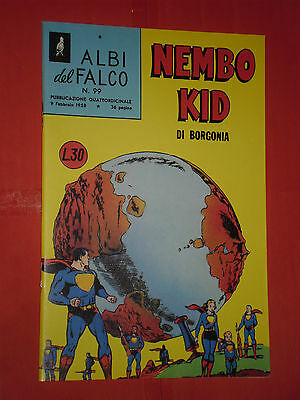 ALBI
del FALCO
N. 99
PUBBLICAZIONE QUATTORDICINALE
9 Febbraio 1958 ★ 36 pagine
NEMBO
KID
DI BORGONIA
L.30